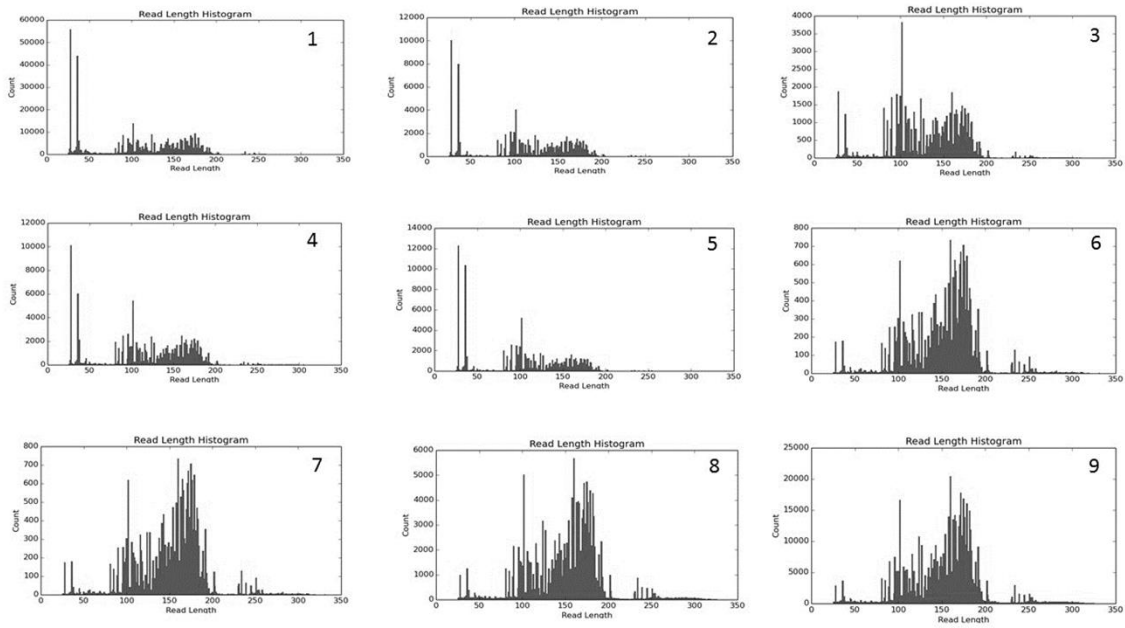 Read Length Histogram
1
60000
50000
40000
30000
20000
10000
0
Count
0 50 100 150 200 250 300 350
Read Length
Read Length Histogram
2
12000
10000
8000
6000
4000
2000
0
Count
0 50 100 150 200 250 300 350
Read Length
Read Length Histogram
3
4000
3500
3000
2500
2000
1500
1000
500
0
Count
0 50 100 150 200 250 300 350
Read Length
Read Length Histogram
4
12000
10000
8000
6000
4000
2000
0
Count
0 50 100 150 200 250 300 350
Read Length
Read Length Histogram
5
14000
12000
10000
8000
6000
4000
2000
0
Count
0 50 100 150 200 250 300 350
Read Length
Read Length Histogram
6
800
700
600
500
400
300
200
100
0
Count
0 50 100 150 200 250 300 350
Read Length
Read Length Histogram
7
800
700
600
500
400
300
200
100
0
Count
0 50 100 150 200 250 300 350
Read Length
Read Length Histogram
8
6000
5000
4000
3000
2000
1000
0
Count
0 50 100 150 200 250 300 350
Read Length
Read Length Histogram
9
25000
20000
15000
10000
5000
0
Count
0 50 100 150 200 250 300 350
Read Length